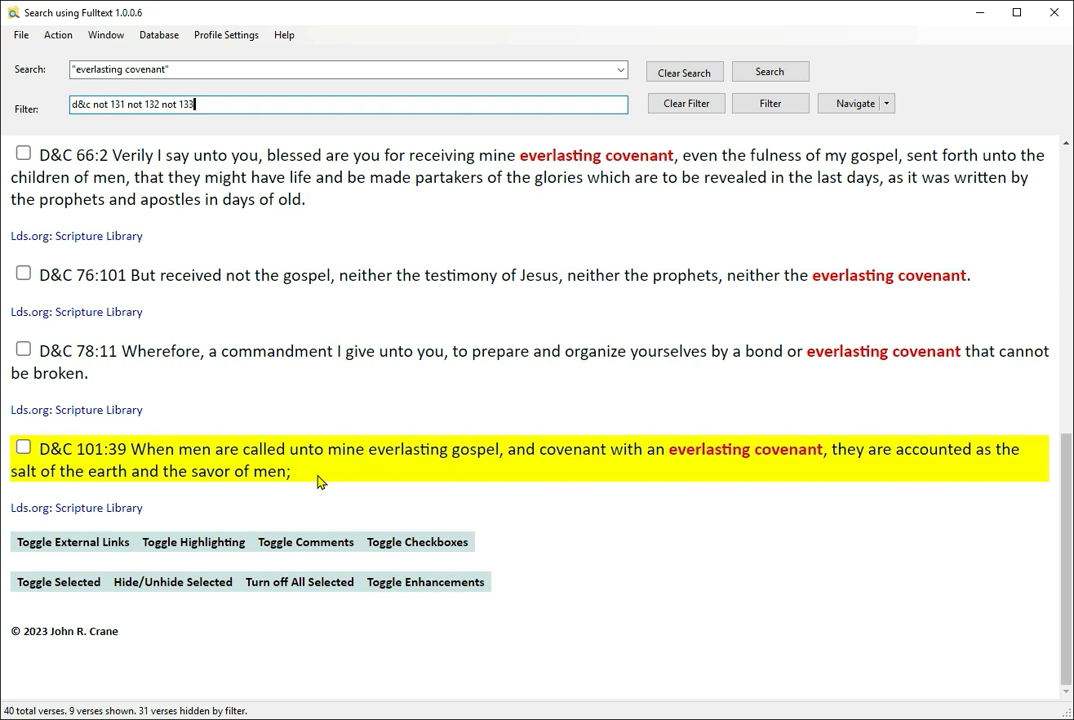 Search using Fulltext 1.0.0.6
File Action Window Database Profile Settings Help
Search: "everlasting covenant" Clear Search Search
Filter: d&c not 131 not 132 not 133 Clear Filter Filter Navigate
D&C 66:2 Verily I say unto you, blessed are you for receiving mine everlasting covenant, even the fulness of my gospel, sent forth unto the
children of men, that they might have life and be made partakers of the glories which are to be revealed in the last days, as it was written by
the prophets and apostles in days of old.
Lds.org: Scripture Library
D&C 76:101 But received not the gospel, neither the testimony of Jesus, neither the prophets, neither the everlasting covenant.
Lds.org: Scripture Library
D&C 78:11 Wherefore, a commandment I give unto you, to prepare and organize yourselves by a bond or everlasting covenant that cannot
be broken.
Lds.org: Scripture Library
D&C 101:39 When men are called unto mine everlasting gospel, and covenant with an everlasting covenant, they are accounted as the
salt of the earth and the savor of men;
Lds.org: Scripture Library
Toggle External Links Toggle Highlighting Toggle Comments Toggle Checkboxes
Toggle Selected Hide/Unhide Selected Turn off All Selected Toggle Enhancements
© 2023 John R. Crane
40 total verses. 9 verses shown. 31 verses hidden by filter.